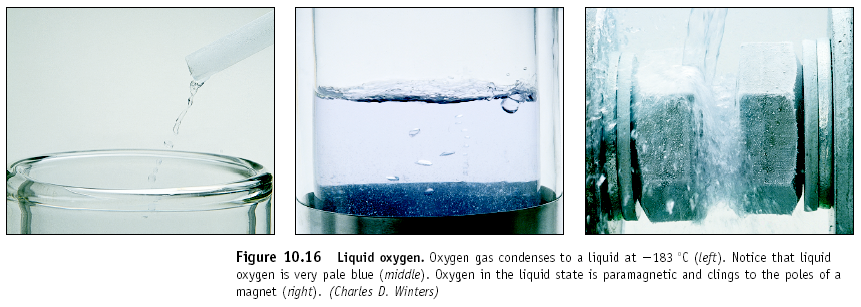 Figure 10.16 Liquid oxygen. Oxygen gas condenses to a liquid at −183 °C (left). Notice that liquid
oxygen is very pale blue (middle). Oxygen in the liquid state is paramagnetic and clings to the poles of a
magnet (right). (Charles D. Winters)